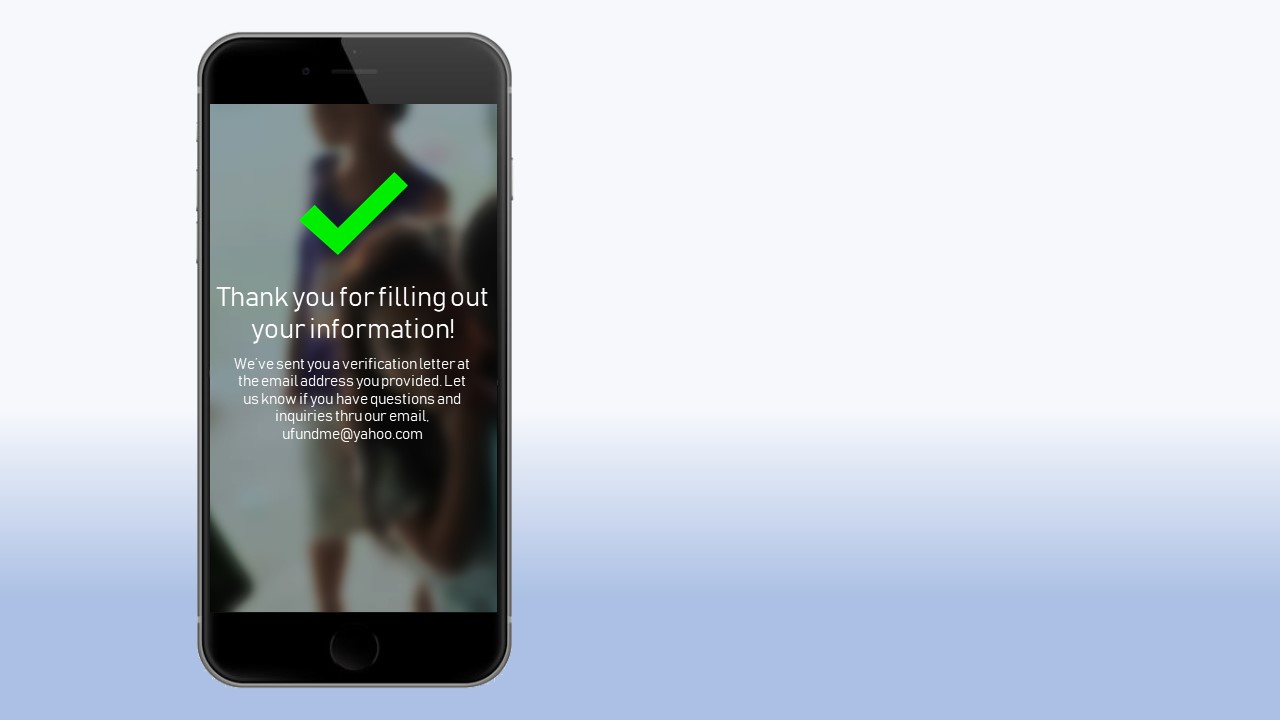 Thank you for filling out
your information!
We've sent you a verification letter at
the email address you provided. Let
us know if you have questions and
inquiries thru our email,
ufundme@yahoo.com